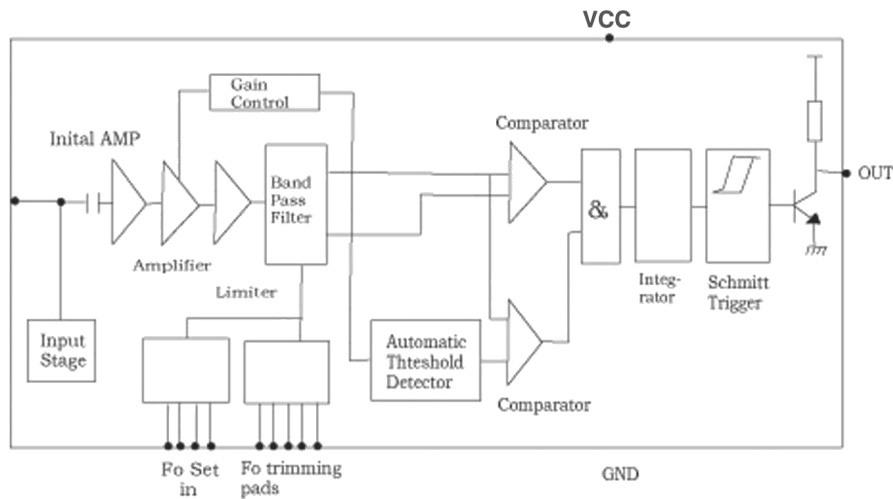 VCC
Gain
Control
Inital AMP
Comparator
OUT
Band
Pass
Filter
&
Amplifier
Limiter
Integ-
rator
Schmitt
Trigger
Input
Stage
Automatic
Thteshold
Detector
Comparator
Fo Set
in
Fo trimming
pads
GND